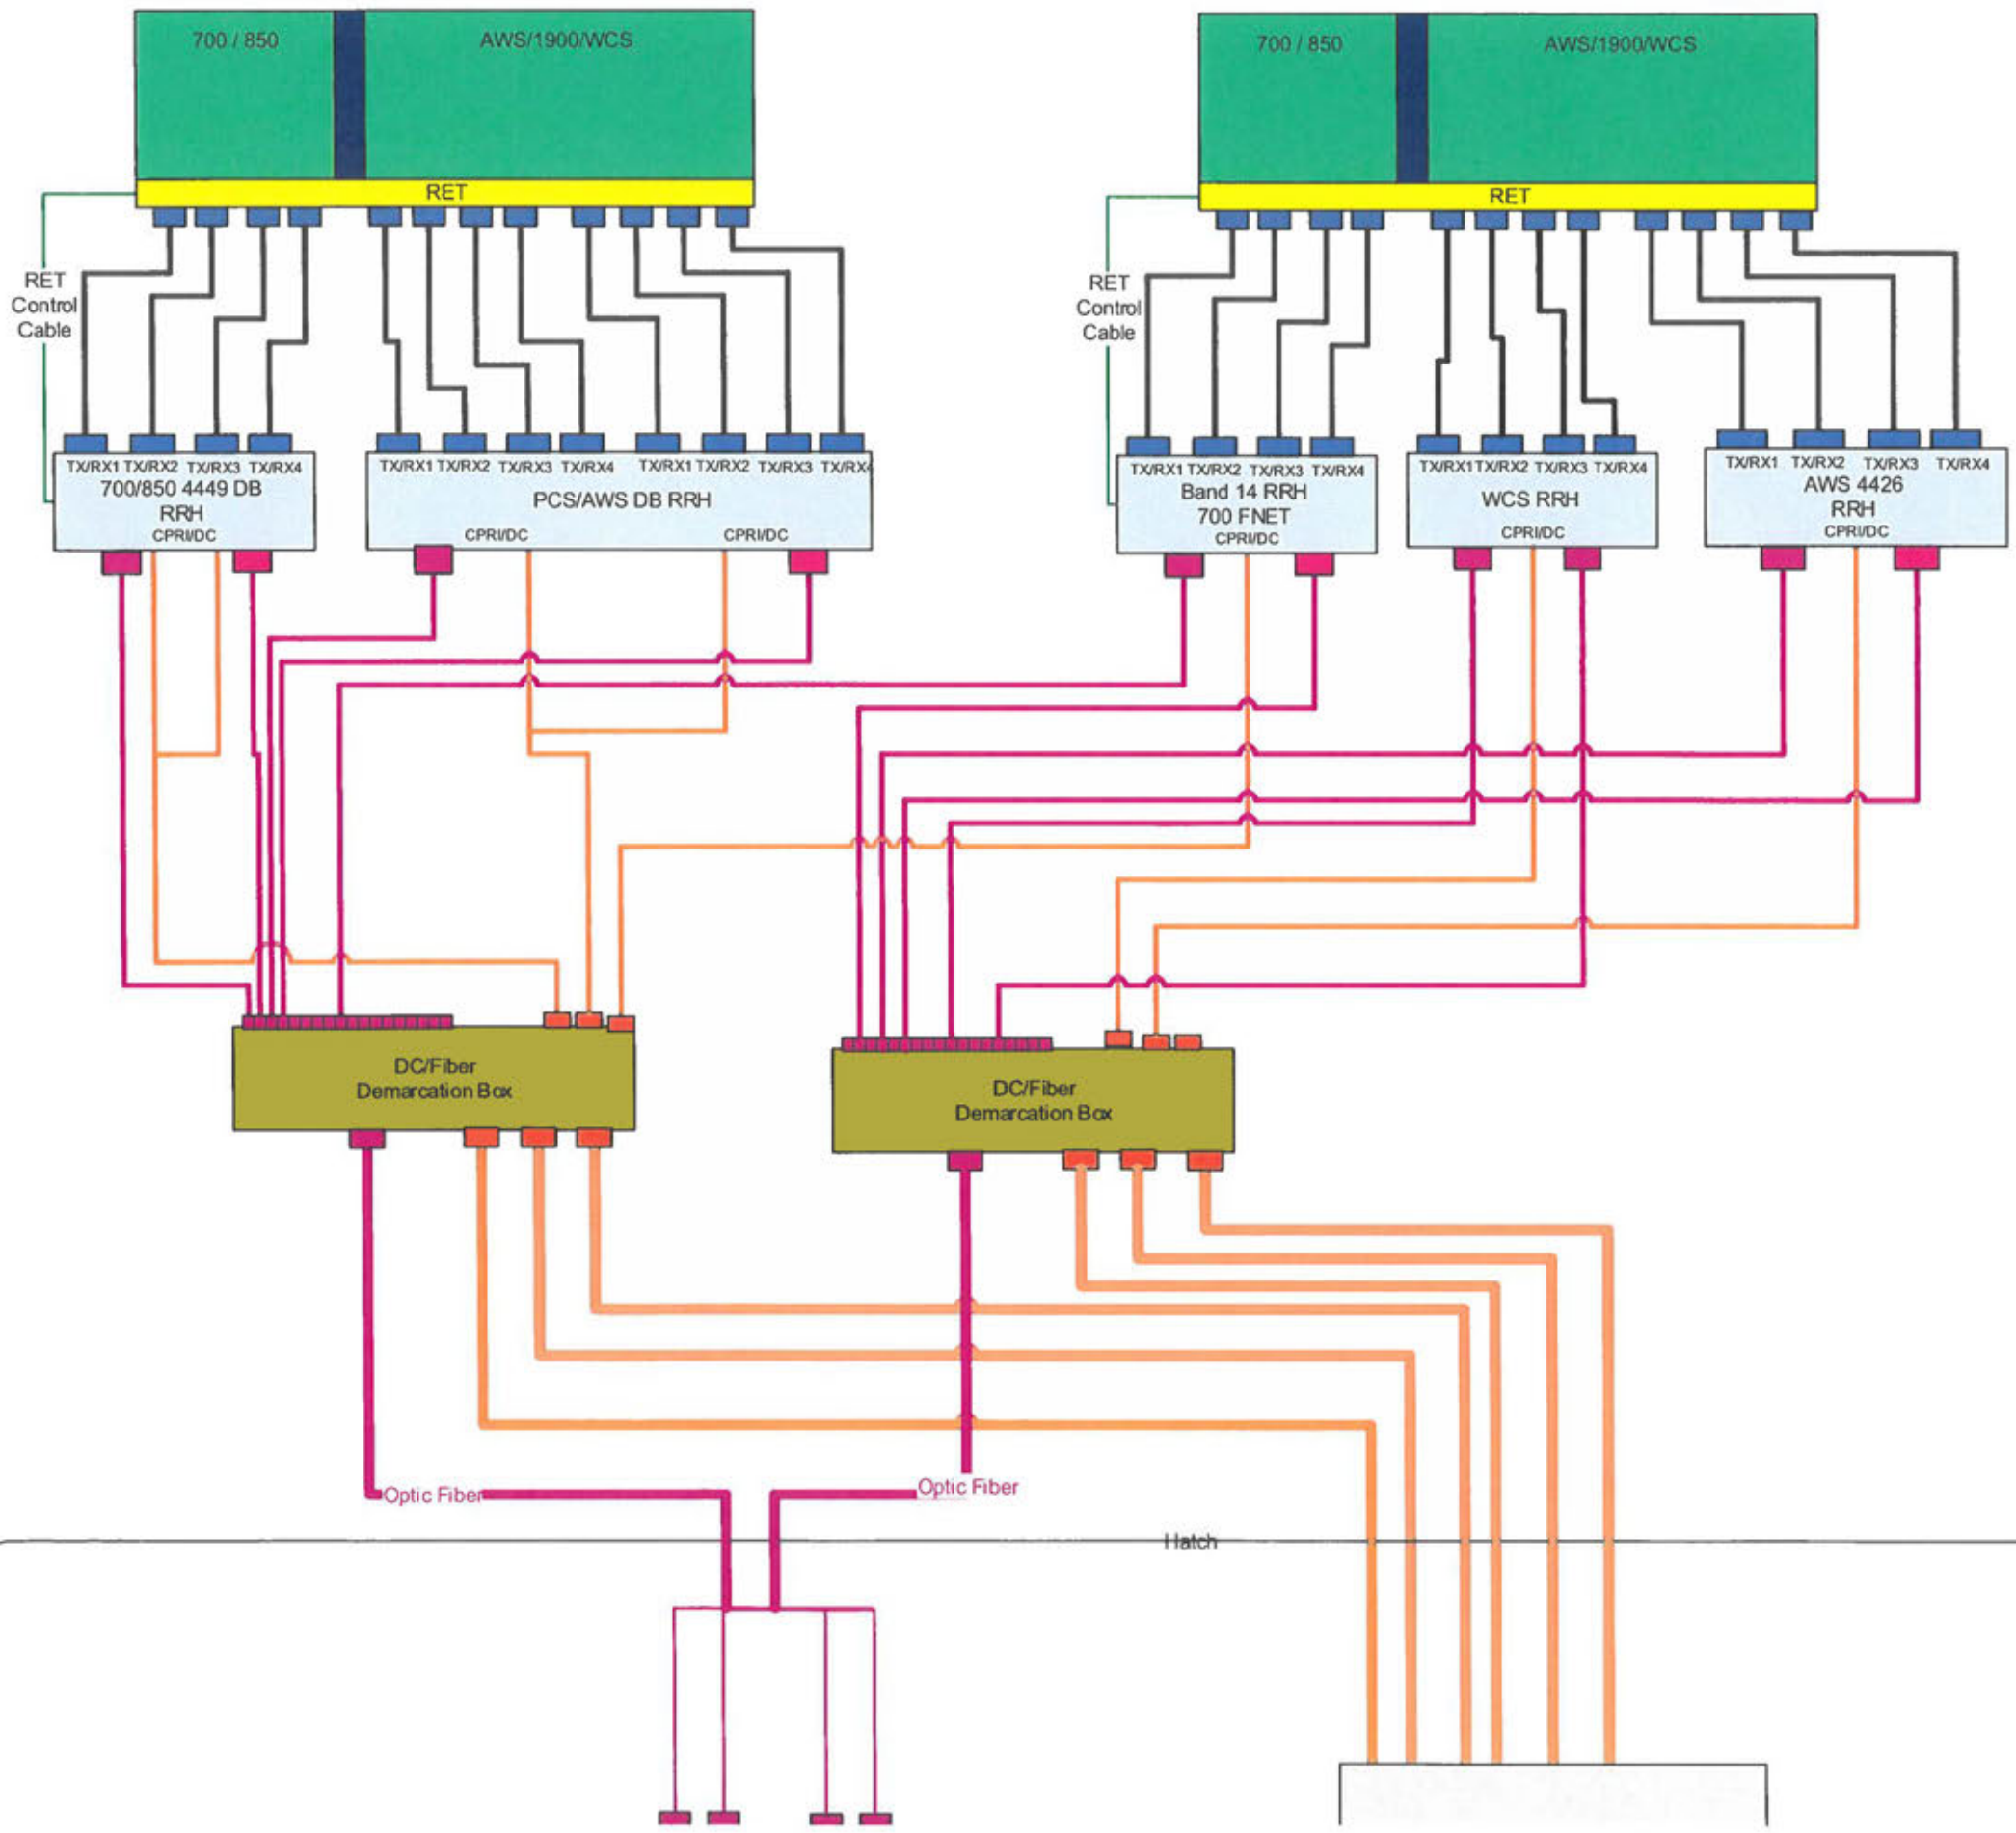 700 / 850
AWS/1900/WCS
700 / 850
AWS/1900/WCS
RET
RET
RET
Control
Cable
RET
Control
Cable
TX/RX1 TX/RX2 TX/RX3 TX/RX4
700/850 4449 DB
RRH
CPRI/DC
TX/RX1 TX/RX2 TX/RX3 TX/RX4 TX/RX1 TX/RX2 TX/RX3 TX/RX4
PCS/AWS DB RRH
CPRI/DC
CPRI/DC
TX/RX1 TX/RX2 TX/RX3 TX/RX4
Band 14 RRH
700 FNET
CPRI/DC
TX/RX1 TX/RX2 TX/RX3 TX/RX4
WCS RRH
CPRI/DC
TX/RX1 TX/RX2 TX/RX3 TX/RX4
AWS 4426
RRH
CPRI/DC
DC/Fiber
Demarcation Box
DC/Fiber
Demarcation Box
Optic Fiber
Optic Fiber
Hatch